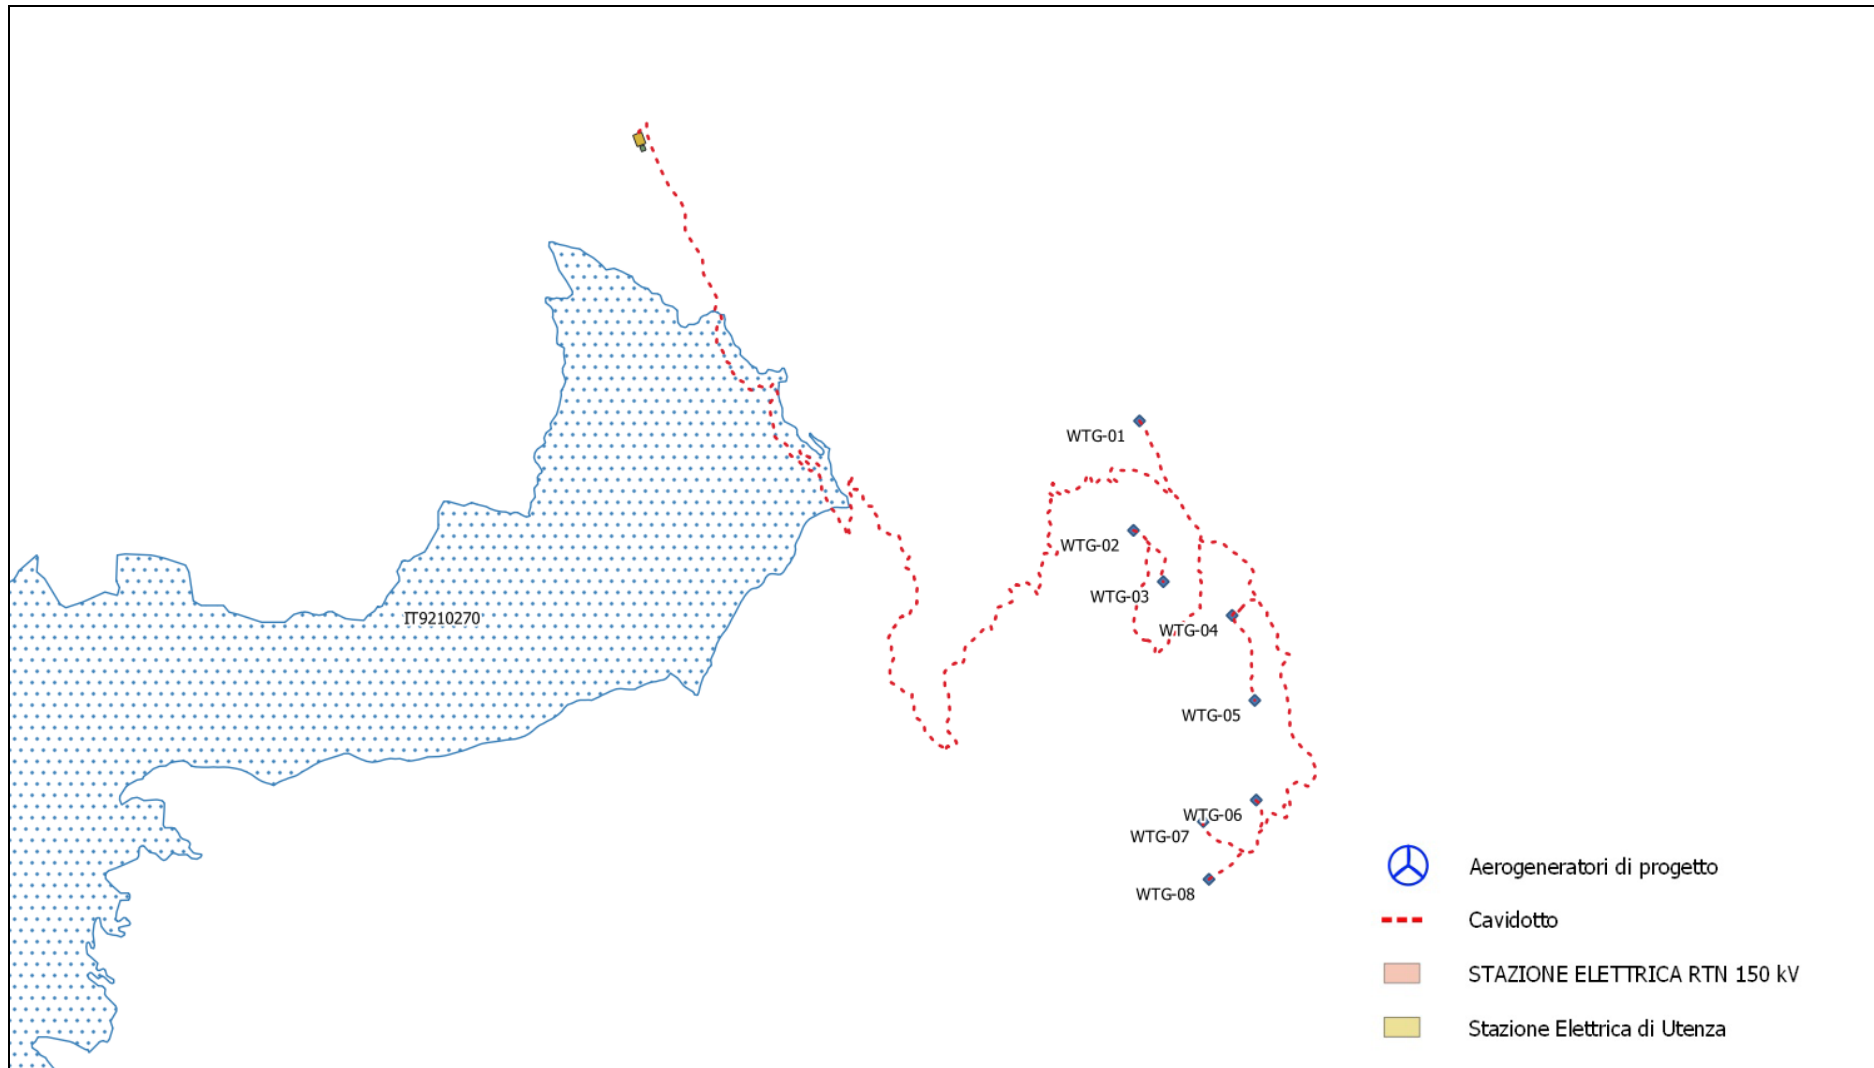 WTG-01
WTG-02
WTG-03
IT9210270
WTG-04
WTG-05
WTG-06
WTG-07
WTG-08
Aerogeneratori di progetto
Cavidotto
STAZIONE ELETTRICA RTN 150 kV
Stazione Elettrica di Utenza